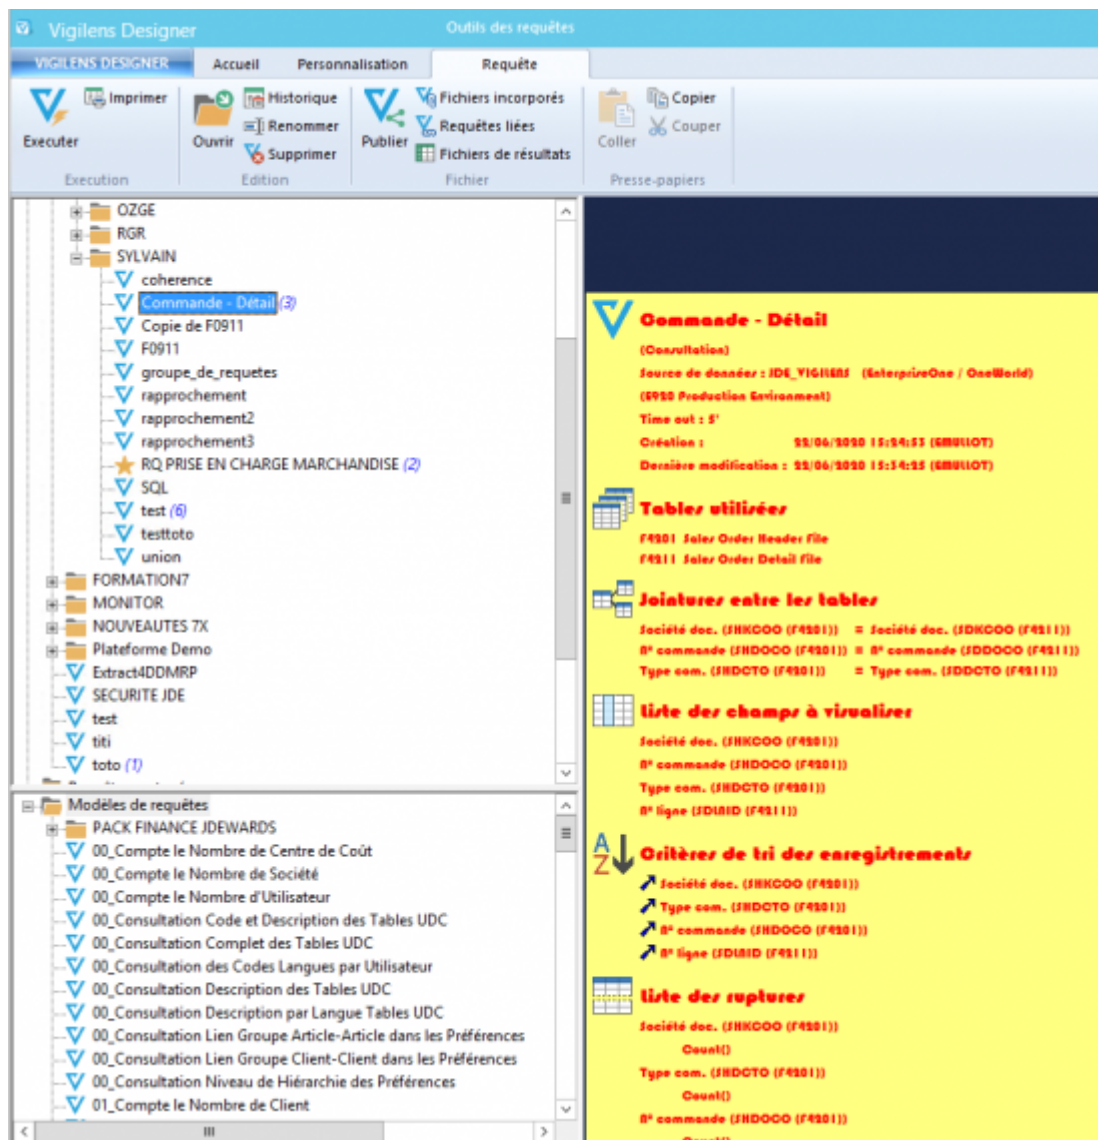 Vigilens Designer
Outils des requêtes
VIGILENS DESIGNER
Accueil
Personnalisation
Requête
Executer
Imprimer
Execution
Ouvrir
Historique
Renommer
Supprimer
Edition
Publier
Fichiers incorporés
Requêtes liées
Fichiers de résultats
Fichier
Coller
Copier
Couper
Presse-papiers
OZGE
RGR
SYLVAIN
coherence
Commande - Détail (3)
Copie de F0911
F0911
groupe_de_requetes
rapprochement
rapprochement2
rapprochement3
RQ PRISE EN CHARGE MARCHANDISE (2)
SQL
test (6)
testtoto
union
FORMATION7
MONITOR
NOUVEAUTES 7X
Plateforme Demo
Extract4DDMRP
SECURITE JDE
test
titi
toto (1)
Modèles de requêtes
PACK FINANCE JDEWARDS
00_Compte le Nombre de Centre de Coût
00_Compte le Nombre de Société
00_Compte le Nombre d'Utilisateur
00_Consultation Code et Description des Tables UDC
00_Consultation Complet des Tables UDC
00_Consultation des Codes Langues par Utilisateur
00_Consultation Description des Tables UDC
00_Consultation Description par Langue Tables UDC
00_Consultation Lien Groupe Article-Article dans les Préférences
00_Consultation Lien Groupe Client-Client dans les Préférences
00_Consultation Niveau de Hiérarchie des Préférences
01_Compte le Nombre de Client
Commande - Détail
(Consultation)
Source de données : JDE_VIGILENS (EnterpriseOne / OneWorld)
(E920 Production Environment)
Time out : 5'
Création : 22/06/2020 15:24:53 (EMULLOT)
Dernière modification : 22/06/2020 15:34:25 (EMULLOT)
Tables utilisées
F4201 Sales Order Header File
F4211 Sales Order Detail File
Jointures entre les tables
Société doc. (SHKCOO (F4201)) = Société doc. (SDKCOO (F4211))
N° commande (SHDOCO (F4201)) = N° commande (SDDOCO (F4211))
Type com. (SHDCTO (F4201)) = Type com. (SDDCTO (F4211))
Liste des champs à visualiser
Société doc. (SHKCOO (F4201))
N° commande (SHDOCO (F4201))
Type com. (SHDCTO (F4201))
N° ligne (SDLNID (F4211))
Critères de tri des enregistrements
Société doc. (SHKCOO (F4201))
Type com. (SHDCTO (F4201))
N° commande (SHDOCO (F4201))
N° ligne (SDLNID (F4211))
Liste des ruptures
Société doc. (SHKCOO (F4201))
Count()
Type com. (SHDCTO (F4201))
Count()
N° commande (SHDOCO (F4201))